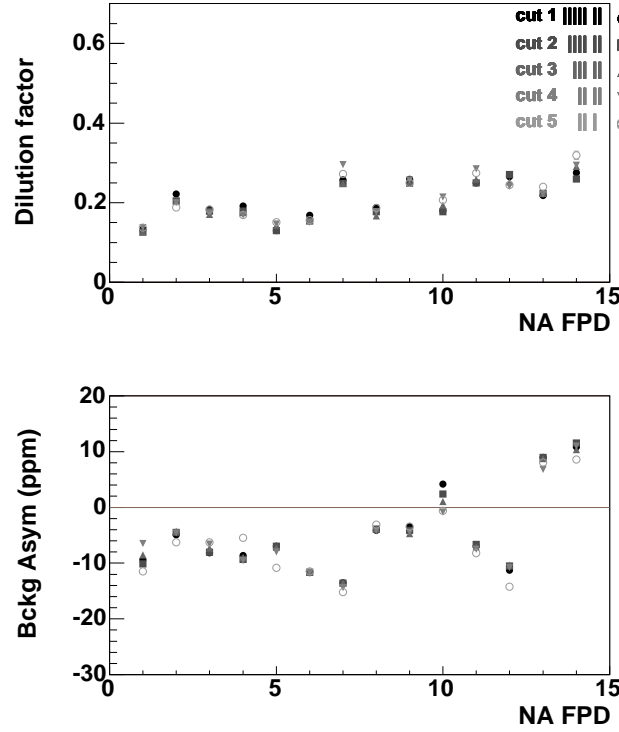 cut 1
cut 2
cut 3
cut 4
cut 5
Dilution factor
0.6
0.4
0.2
0
0 5 10 15
NA FPD
Bckg Asym (ppm)
20
10
0
-10
-20
-30
0 5 10 15
NA FPD